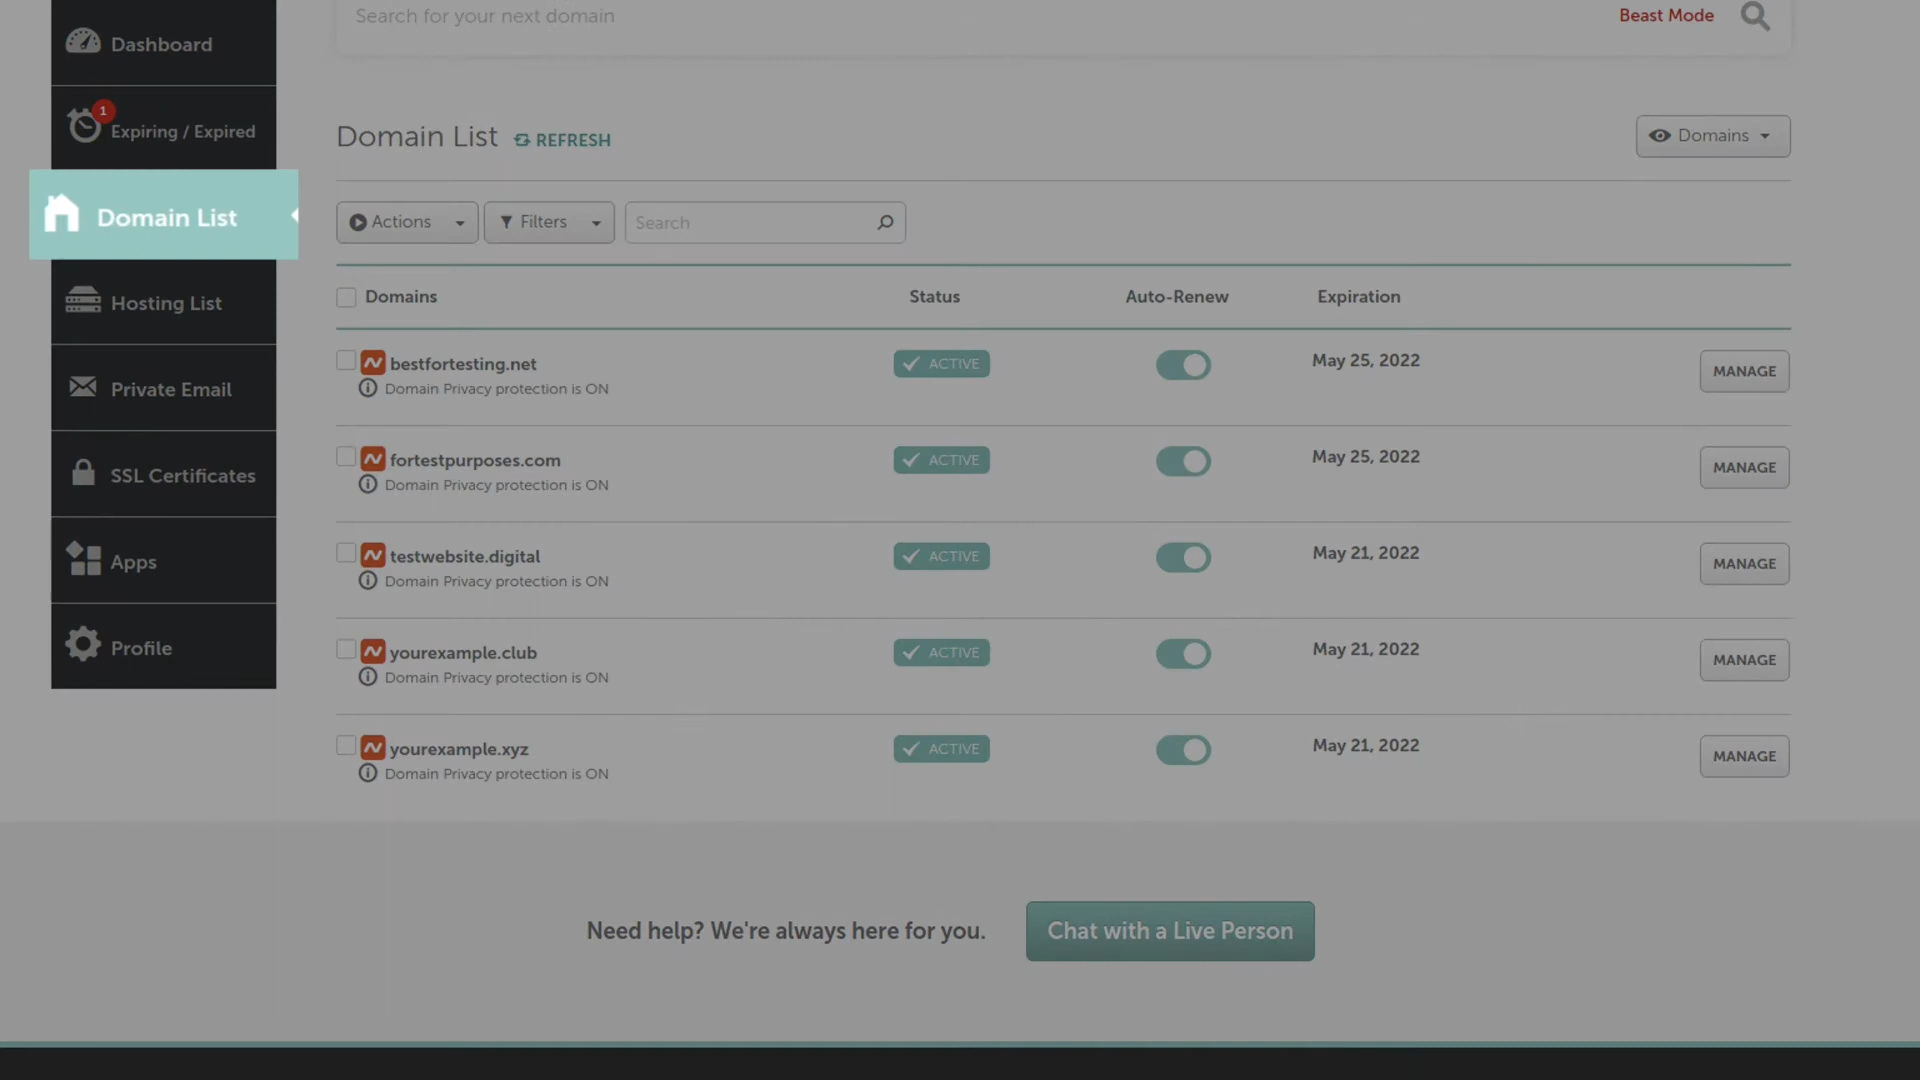 Search for your next domain
Beast Mode
Dashboard
1
Expiring / Expired
Domain List
Hosting List
Private Email
SSL Certificates
Apps
Profile
Domain List REFRESH
Domains
Actions Filters Search
Domains Status Auto-Renew Expiration
bestfortesting.net ACTIVE May 25, 2022 MANAGE
Domain Privacy protection is ON
fortestpurposes.com ACTIVE May 25, 2022 MANAGE
Domain Privacy protection is ON
testwebsite.digital ACTIVE May 21, 2022 MANAGE
Domain Privacy protection is ON
yourexample.club ACTIVE May 21, 2022 MANAGE
Domain Privacy protection is ON
yourexample.xyz ACTIVE May 21, 2022 MANAGE
Domain Privacy protection is ON
Need help? We're always here for you. Chat with a Live Person